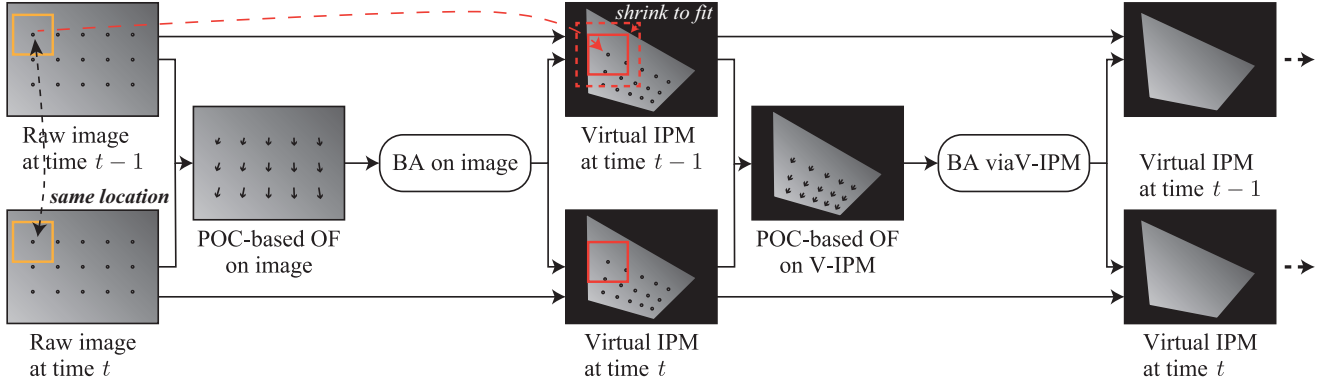 shrink to fit
Raw image
at time t − 1
Virtual IPM
at time t − 1
BA on image
BA viaV-IPM
Virtual IPM
at time t − 1
same location
POC-based OF
on image
POC-based OF
on V-IPM
Raw image
at time t
Virtual IPM
at time t
Virtual IPM
at time t